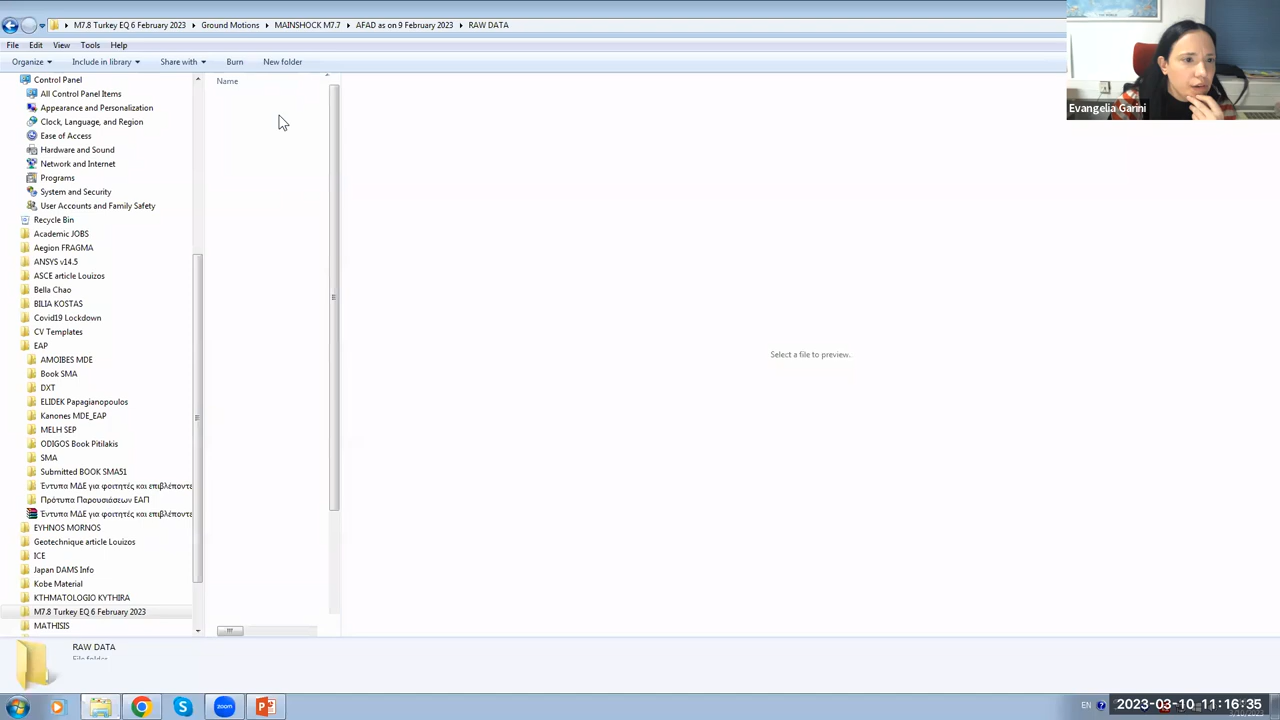 M7.8 Turkey EQ 6 February 2023 Ground Motions MAINSHOCK M7.7 AFAD as on 9 February 2023 RAW DATA
File Edit View Tools Help
Organize Include in library Share with Burn New folder
Control Panel
Name
All Control Panel Items
Appearance and Personalization
Clock, Language, and Region
Ease of Access
Hardware and Sound
Network and Internet
Programs
System and Security
User Accounts and Family Safety
Recycle Bin
Academic JOBS
Aegion FRAGMA
ANSYS v14.5
ASCE article Louizos
Bella Chao
BILIA KOSTAS
Covid19 Lockdown
CV Templates
EAP
AMOIBES MDE
Book SMA
DXT
ELIDEK Papagianopoulos
Kanones MDE_EAP
MELH SEP
ODIGOS Book Pitilakis
SMA
Submitted BOOK SMA51
Έντυπα ΜΔΕ για φοιτητές και επιβλέποντε
Πρότυπα Παρουσιάσεων ΕΑΠ
Έντυπα ΜΔΕ για φοιτητές και επιβλέποντε
EYHNOS MORNOS
Geotechnique article Louizos
ICE
Japan DAMS Info
Kobe Material
KTHMATOLOGIO KYTHIRA
M7.8 Turkey EQ 6 February 2023
MATHISIS
Select a file to preview.
Evangelia Garini
RAW DATA
File folder
zoom
EN
2023-03-10 11:16:35